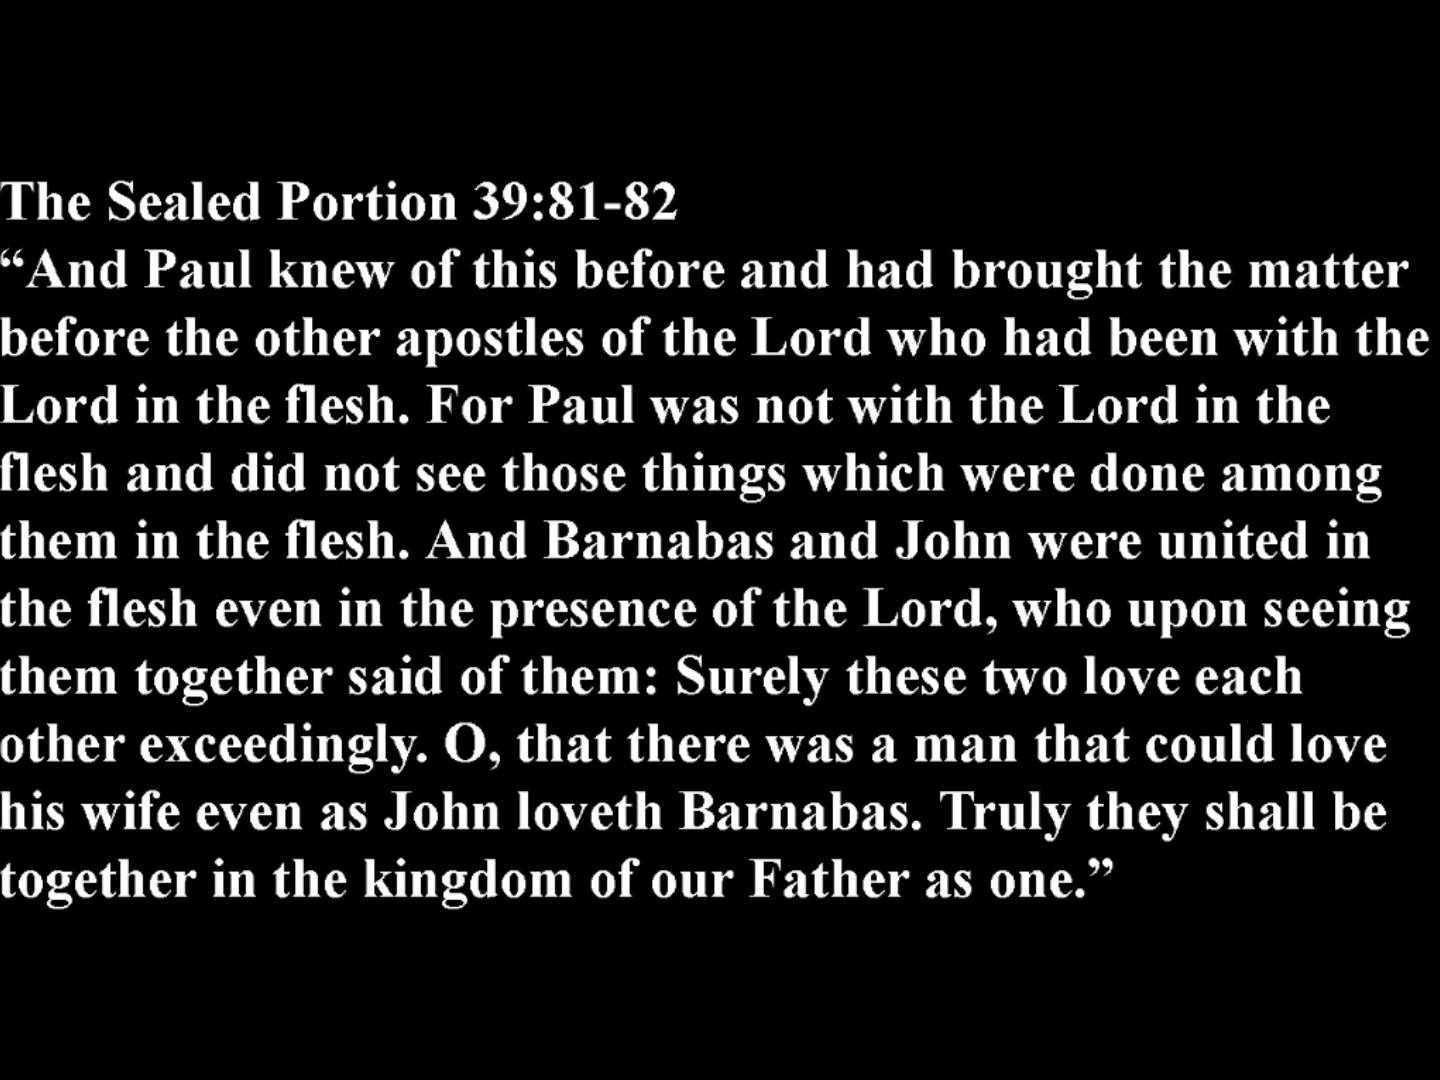 The Sealed Portion 39:81-82
“And Paul knew of this before and had brought the matter
before the other apostles of the Lord who had been with the
Lord in the flesh. For Paul was not with the Lord in the
flesh and did not see those things which were done among
them in the flesh. And Barnabas and John were united in
the flesh even in the presence of the Lord, who upon seeing
them together said of them: Surely these two love each
other exceedingly. O, that there was a man that could love
his wife even as John loveth Barnabas. Truly they shall be
together in the kingdom of our Father as one.”